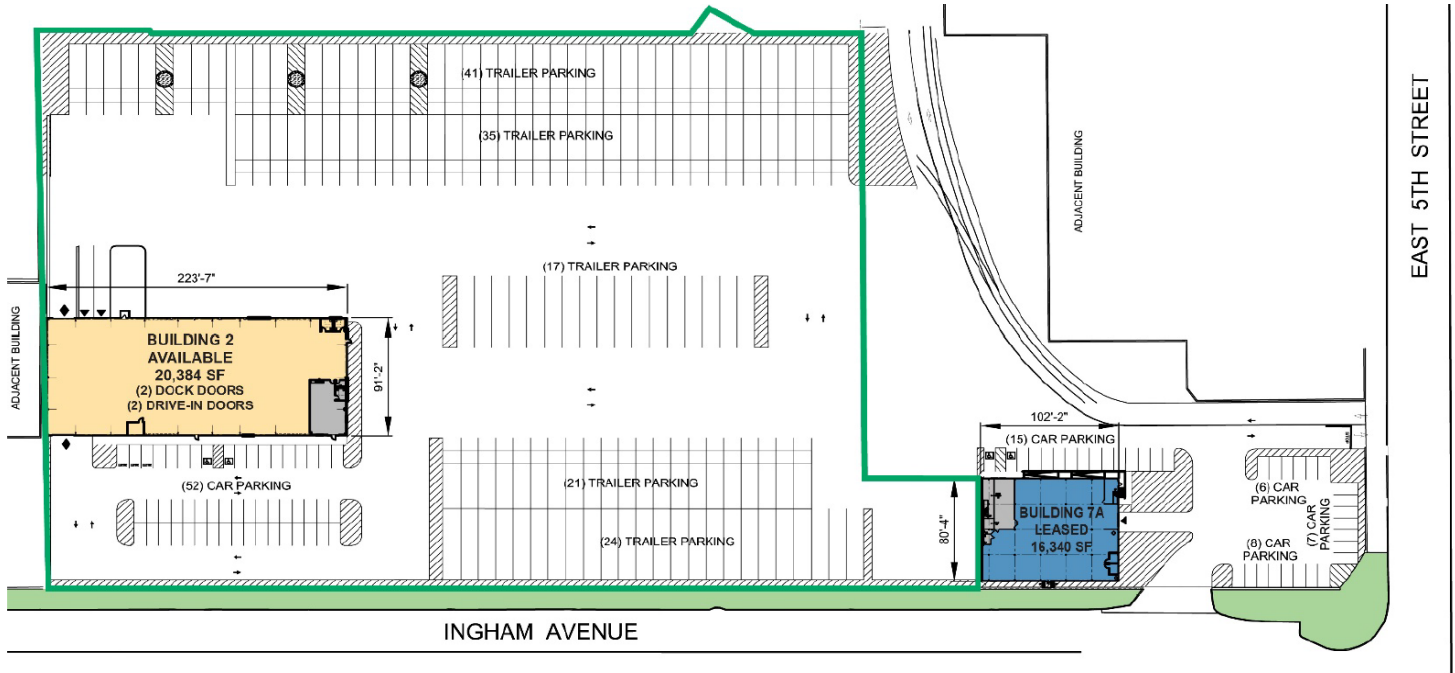 (41) TRAILER PARKING
(35) TRAILER PARKING
ADJACENT BUILDING
EAST 5TH STREET
(17) TRAILER PARKING
223'-7"
ADJACENT BUILDING
BUILDING 2
AVAILABLE
20,384 SF
(2) DOCK DOORS
(2) DRIVE-IN DOORS
91'-2"
102'-2"
(15) CAR PARKING
(52) CAR PARKING
(21) TRAILER PARKING
(24) TRAILER PARKING
80'-4"
BUILDING 7A
LEASED
16,340 SF
(6) CAR
PARKING
(7) CAR
PARKING
(8) CAR
PARKING
INGHAM AVENUE